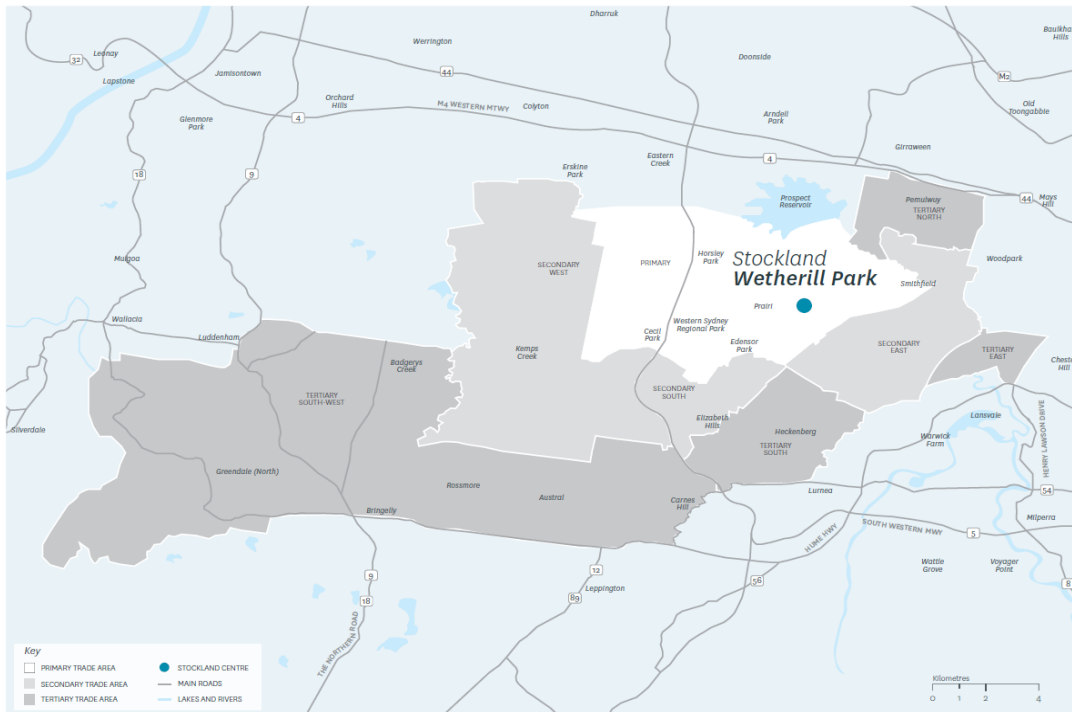 Dharruk
Baulkham
Hills
Leonay
32
Werrington
Lapstone
Jamisontown
44
Doonside
M2
Orchard
Hills
M4 WESTERN MTWY
Colyton
Old
Toongabbie
Glenmore
Park
4
Arndell
Park
Girraween
Eastern
Creek
4
Erskine
Park
18
9
Prospect
Reservoir
Pemulwuy
TERTIARY
NORTH
44
Mays
Hill
Mulgoa
SECONDARY
WEST
PRIMARY
Horsley
Park
Stockland
Wetherill Park
Woodpark
Smithfield
Prairi
Wallacia
Luddenham
Western Sydney
Regional Park
Cecil
Park
Edensor
Park
SECONDARY
EAST
Kemps
Creek
TERTIARY
EAST
Badgerys
Creek
Chester
Hill
TERTIARY
SOUTH-WEST
SECONDARY
SOUTH
Silverdale
Elizabeth
Hills
Heckenberg
TERTIARY
SOUTH
Lansvale
Warwick
Farm
HENRY LAWSON DRIVE
Greendale (North)
Rossmore
Austral
Carnes
Hill
Lurnea
54
Bringelly
HUME HWY
SOUTH WESTERN MWY
5
Milperra
Wattle
Grove
Voyager
Point
9
18
12
89
Leppington
56
8
THE NORTHERN ROAD
Key
PRIMARY TRADE AREA
STOCKLAND CENTRE
SECONDARY TRADE AREA
MAIN ROADS
TERTIARY TRADE AREA
LAKES AND RIVERS
Kilometres
0 1 2 4